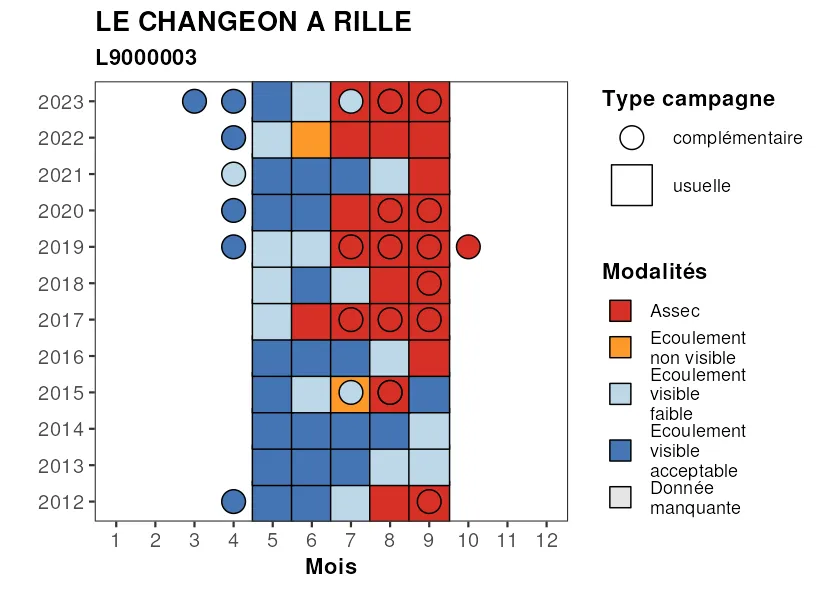 LE CHANGEON A RILLE
L9000003
2023
2022
2021
2020
2019
2018
2017
2016
2015
2014
2013
2012
1 2 3 4 5 6 7 8 9 10 11 12
Mois
Type campagne
complémentaire
usuelle
Modalités
Assec
Ecoulement
non visible
Ecoulement
visible
faible
Ecoulement
visible
acceptable
Donnée
manquante